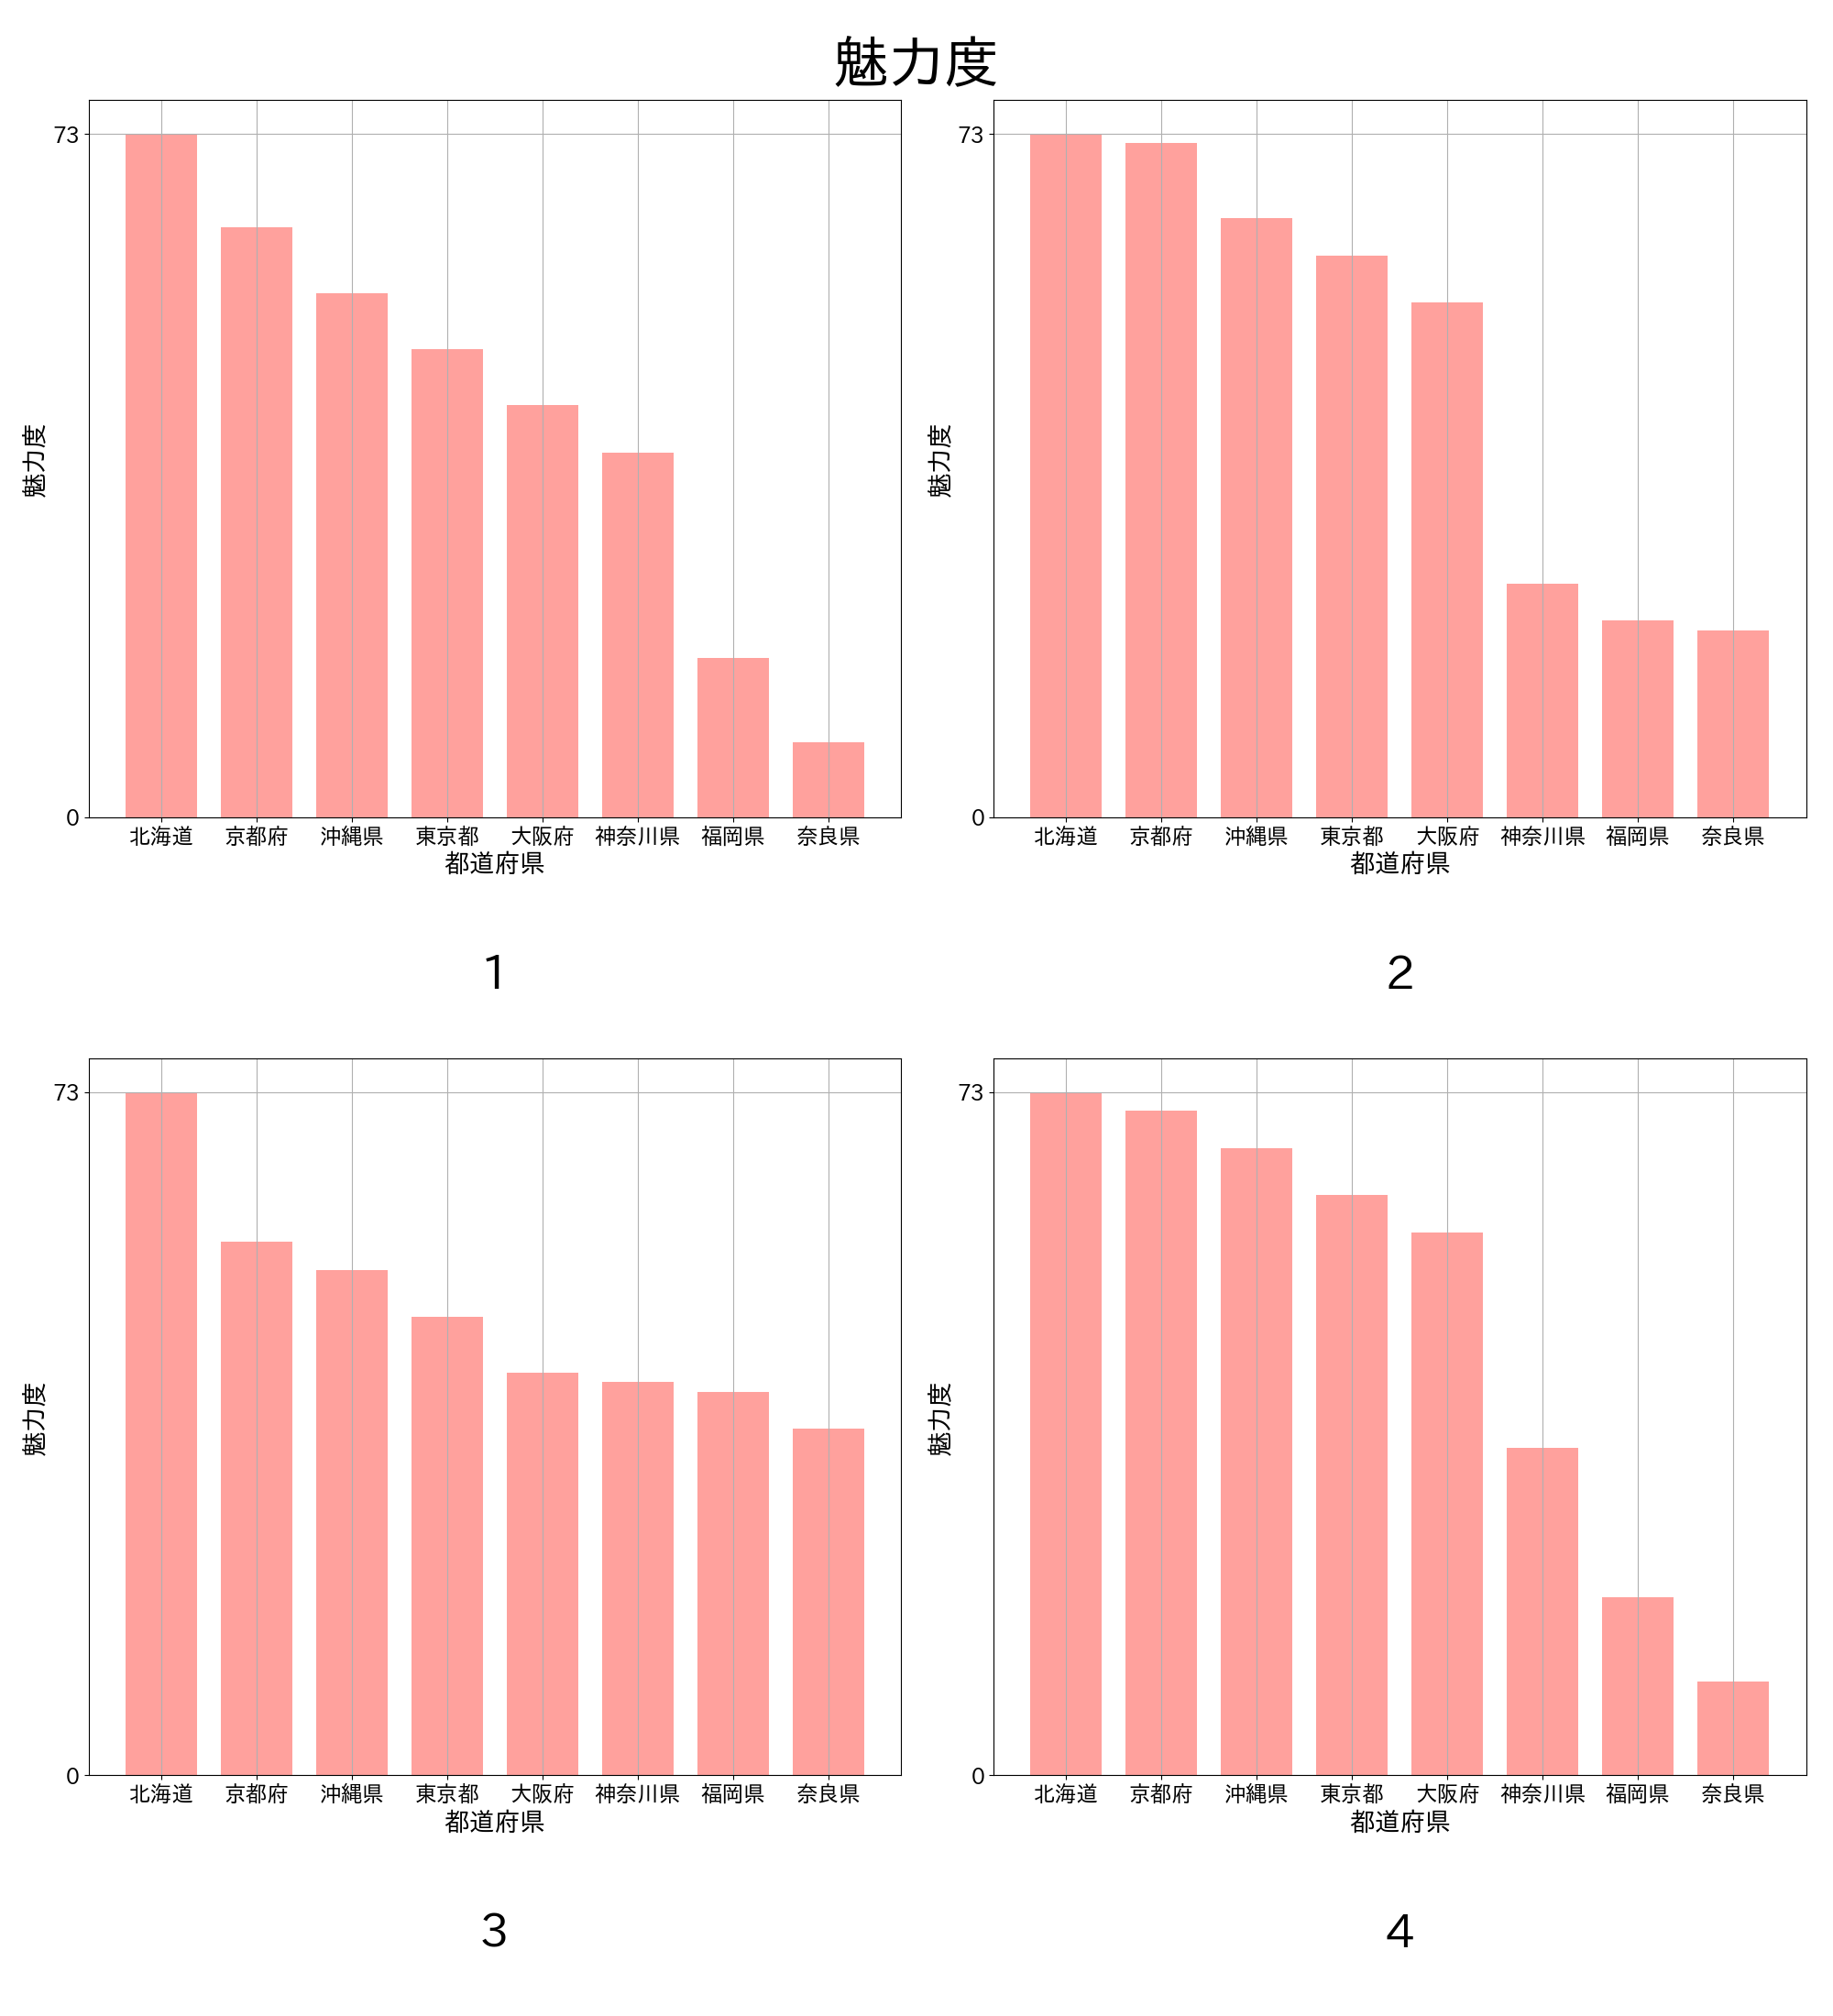 魅力度
73
魅力度
0
北海道 京都府 沖縄県 東京都 大阪府 神奈川県 福岡県 奈良県
都道府県
1
73
魅力度
0
北海道 京都府 沖縄県 東京都 大阪府 神奈川県 福岡県 奈良県
都道府県
2
73
魅力度
0
北海道 京都府 沖縄県 東京都 大阪府 神奈川県 福岡県 奈良県
都道府県
3
73
魅力度
0
北海道 京都府 沖縄県 東京都 大阪府 神奈川県 福岡県 奈良県
都道府県
4